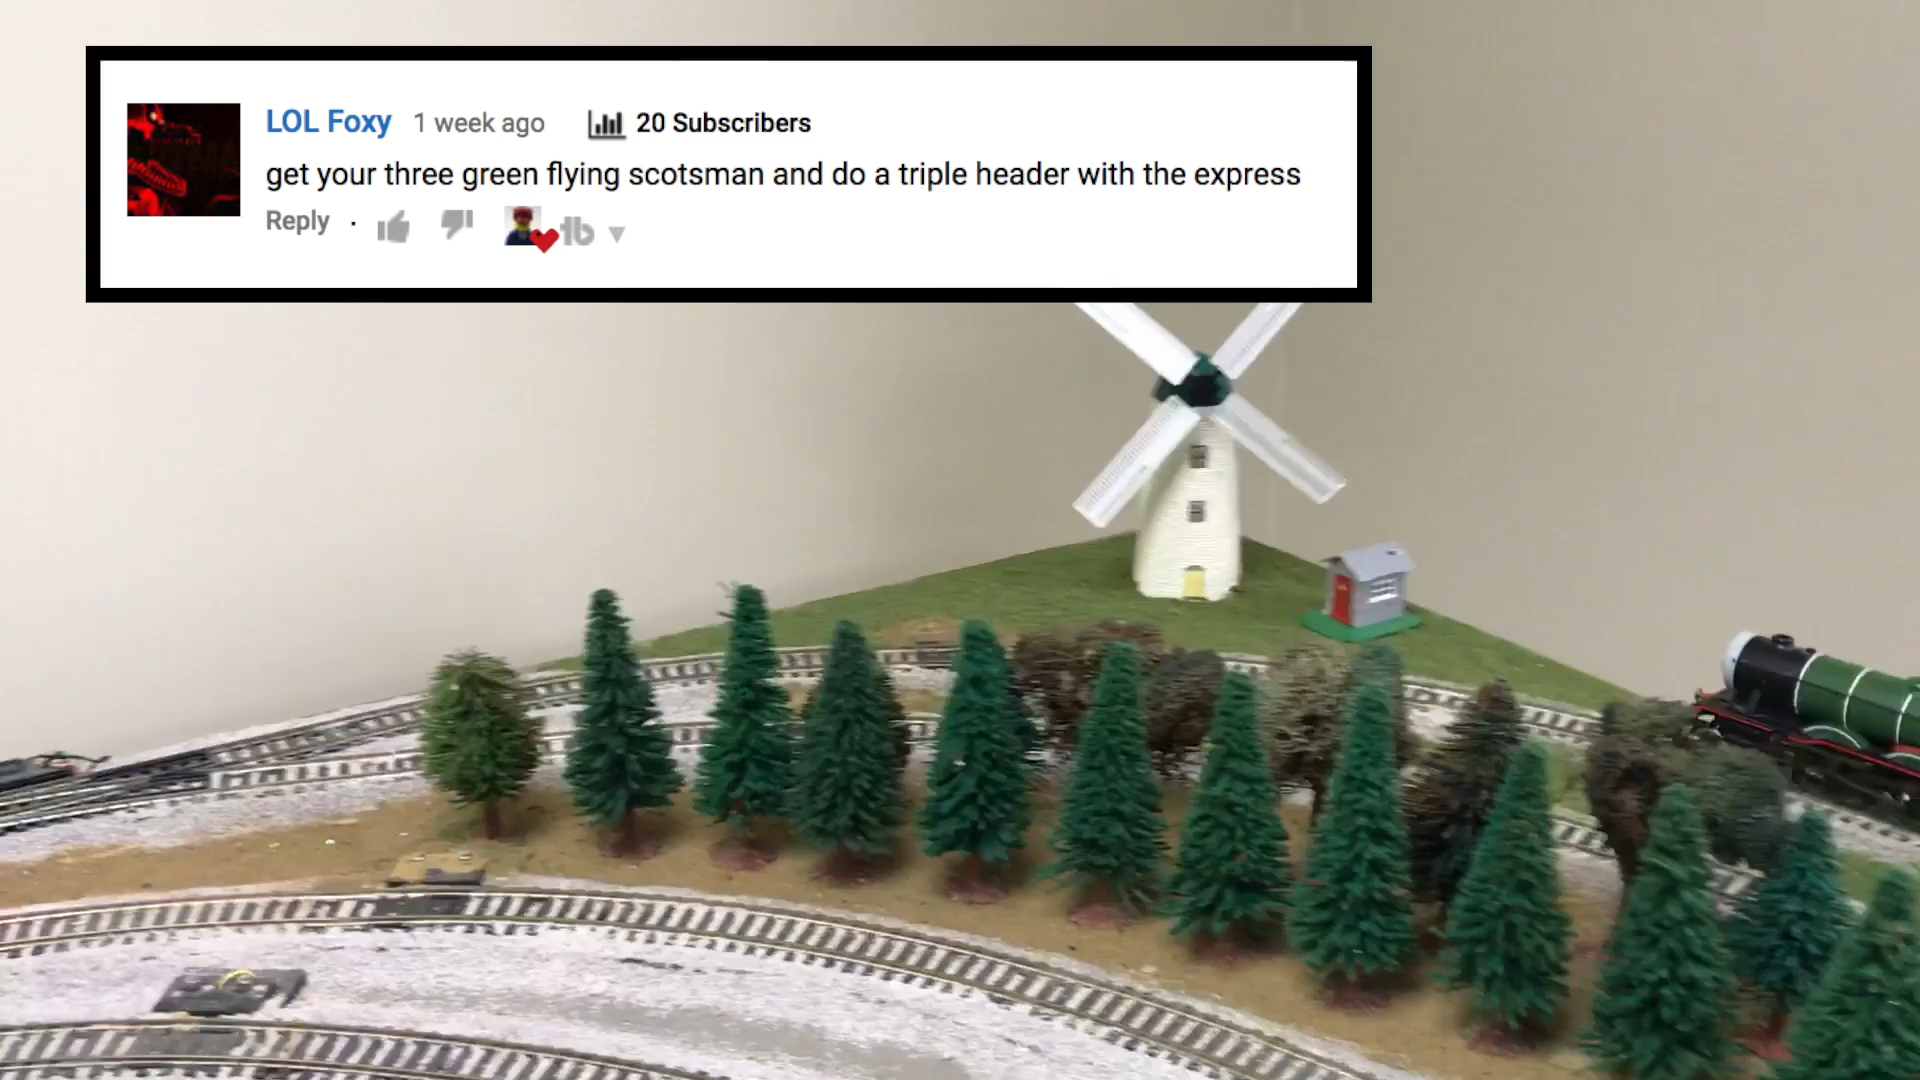 LOL Foxy 1 week ago 20 Subscribers
get your three green flying scotsman and do a triple header with the express
Reply ·